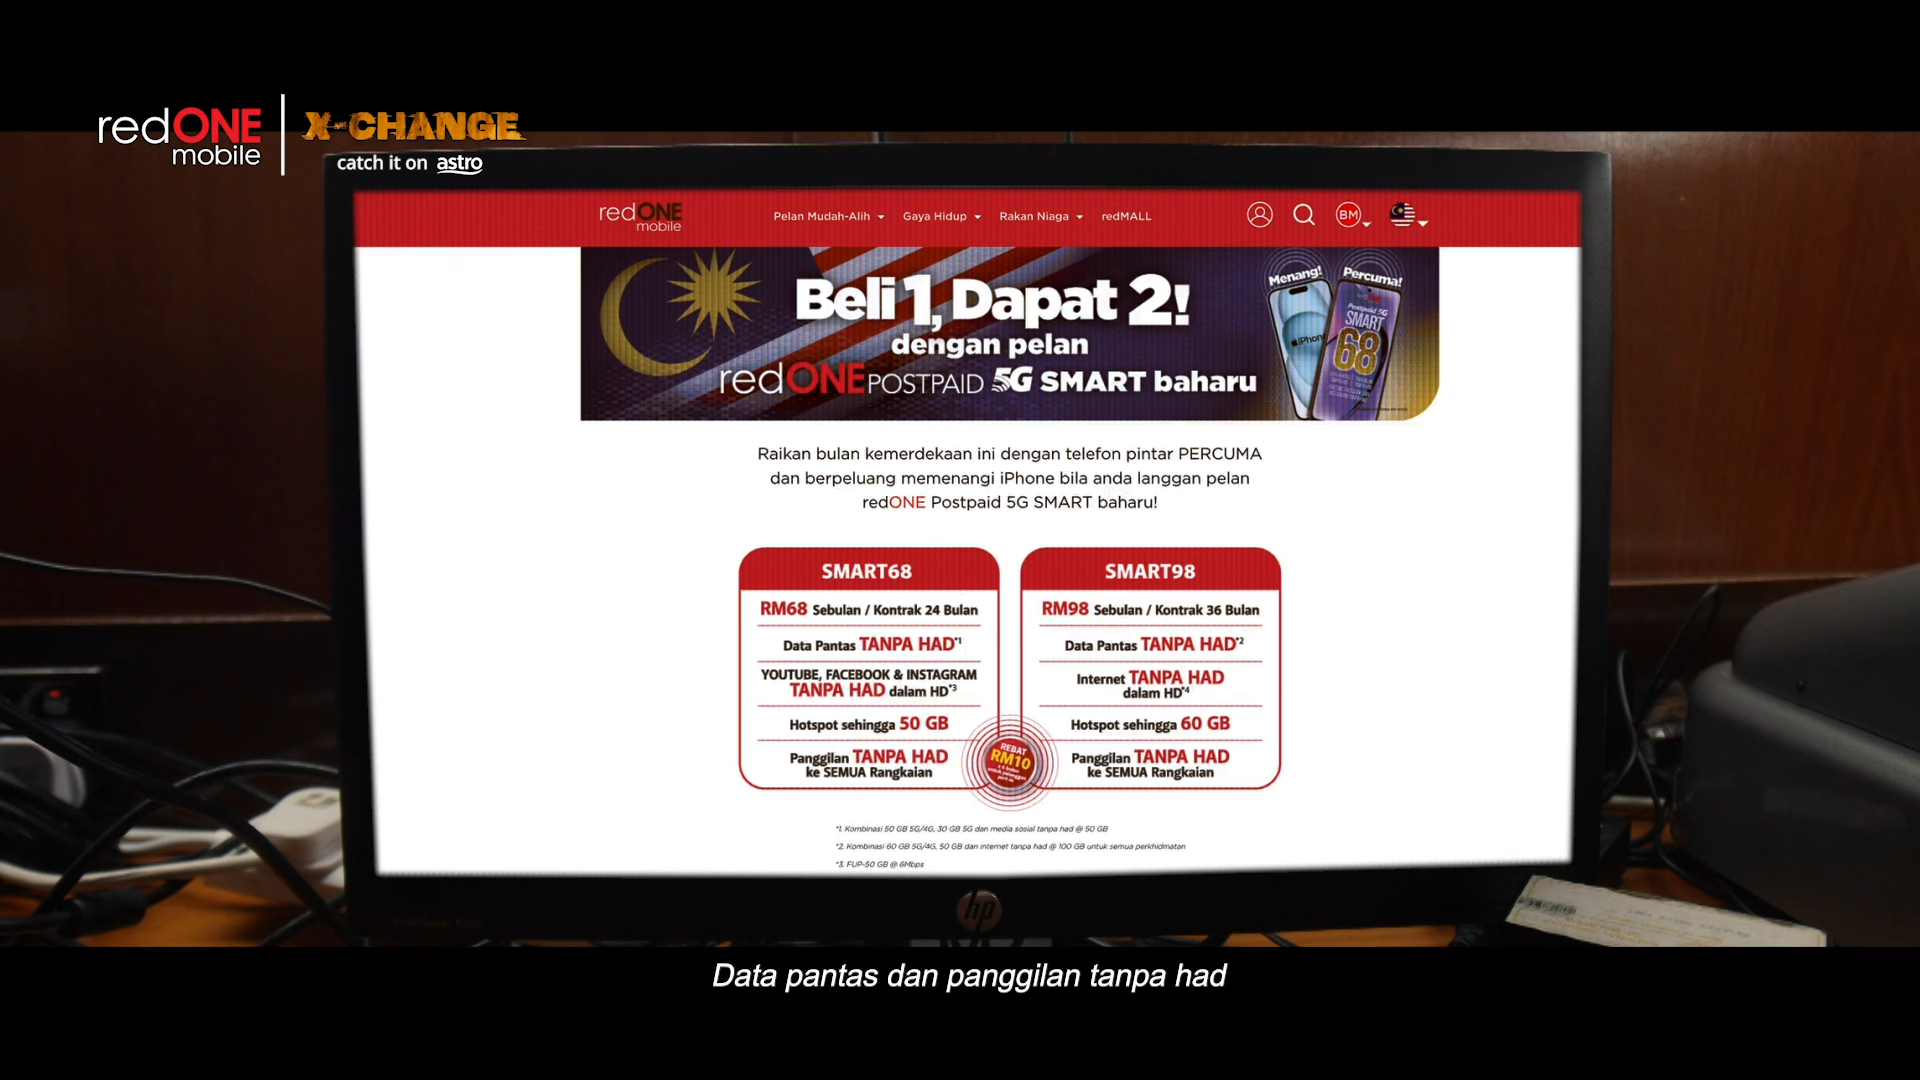 redONE
mobile
X-CHANGE
catch it on astro
redONE
mobile
Pelan Mudah-Alih
Gaya Hidup
Rakan Niaga
redMALL
BM
Beli 1, Dapat 2!
dengan pelan
redONE POSTPAID 5G SMART baharu
Menang!
Percuma!
iPhone
Postpaid 5G
SMART
68
Raikan bulan kemerdekaan ini dengan telefon pintar PERCUMA
dan berpeluang memenangi iPhone bila anda langgan pelan
redONE Postpaid 5G SMART baharu!
SMART68
RM68 Sebulan / Kontrak 24 Bulan
Data Pantas TANPA HAD*1
YOUTUBE, FACEBOOK & INSTAGRAM
TANPA HAD dalam HD*3
Hotspot sehingga 50 GB
Panggilan TANPA HAD
ke SEMUA Rangkaian
SMART98
RM98 Sebulan / Kontrak 36 Bulan
Data Pantas TANPA HAD*2
Internet TANPA HAD
dalam HD*4
Hotspot sehingga 60 GB
Panggilan TANPA HAD
ke SEMUA Rangkaian
REBAT
RM10
*1. Kombinasi 50 GB 5G/4G, 30 GB 5G dan media sosial tanpa had @ 50 GB
*2. Kombinasi 60 GB 5G/4G, 50 GB dan internet tanpa had @ 100 GB untuk semua perkhidmatan
*3. FUP-50 GB @ 6Mbps
hp
Data pantas dan panggilan tanpa had